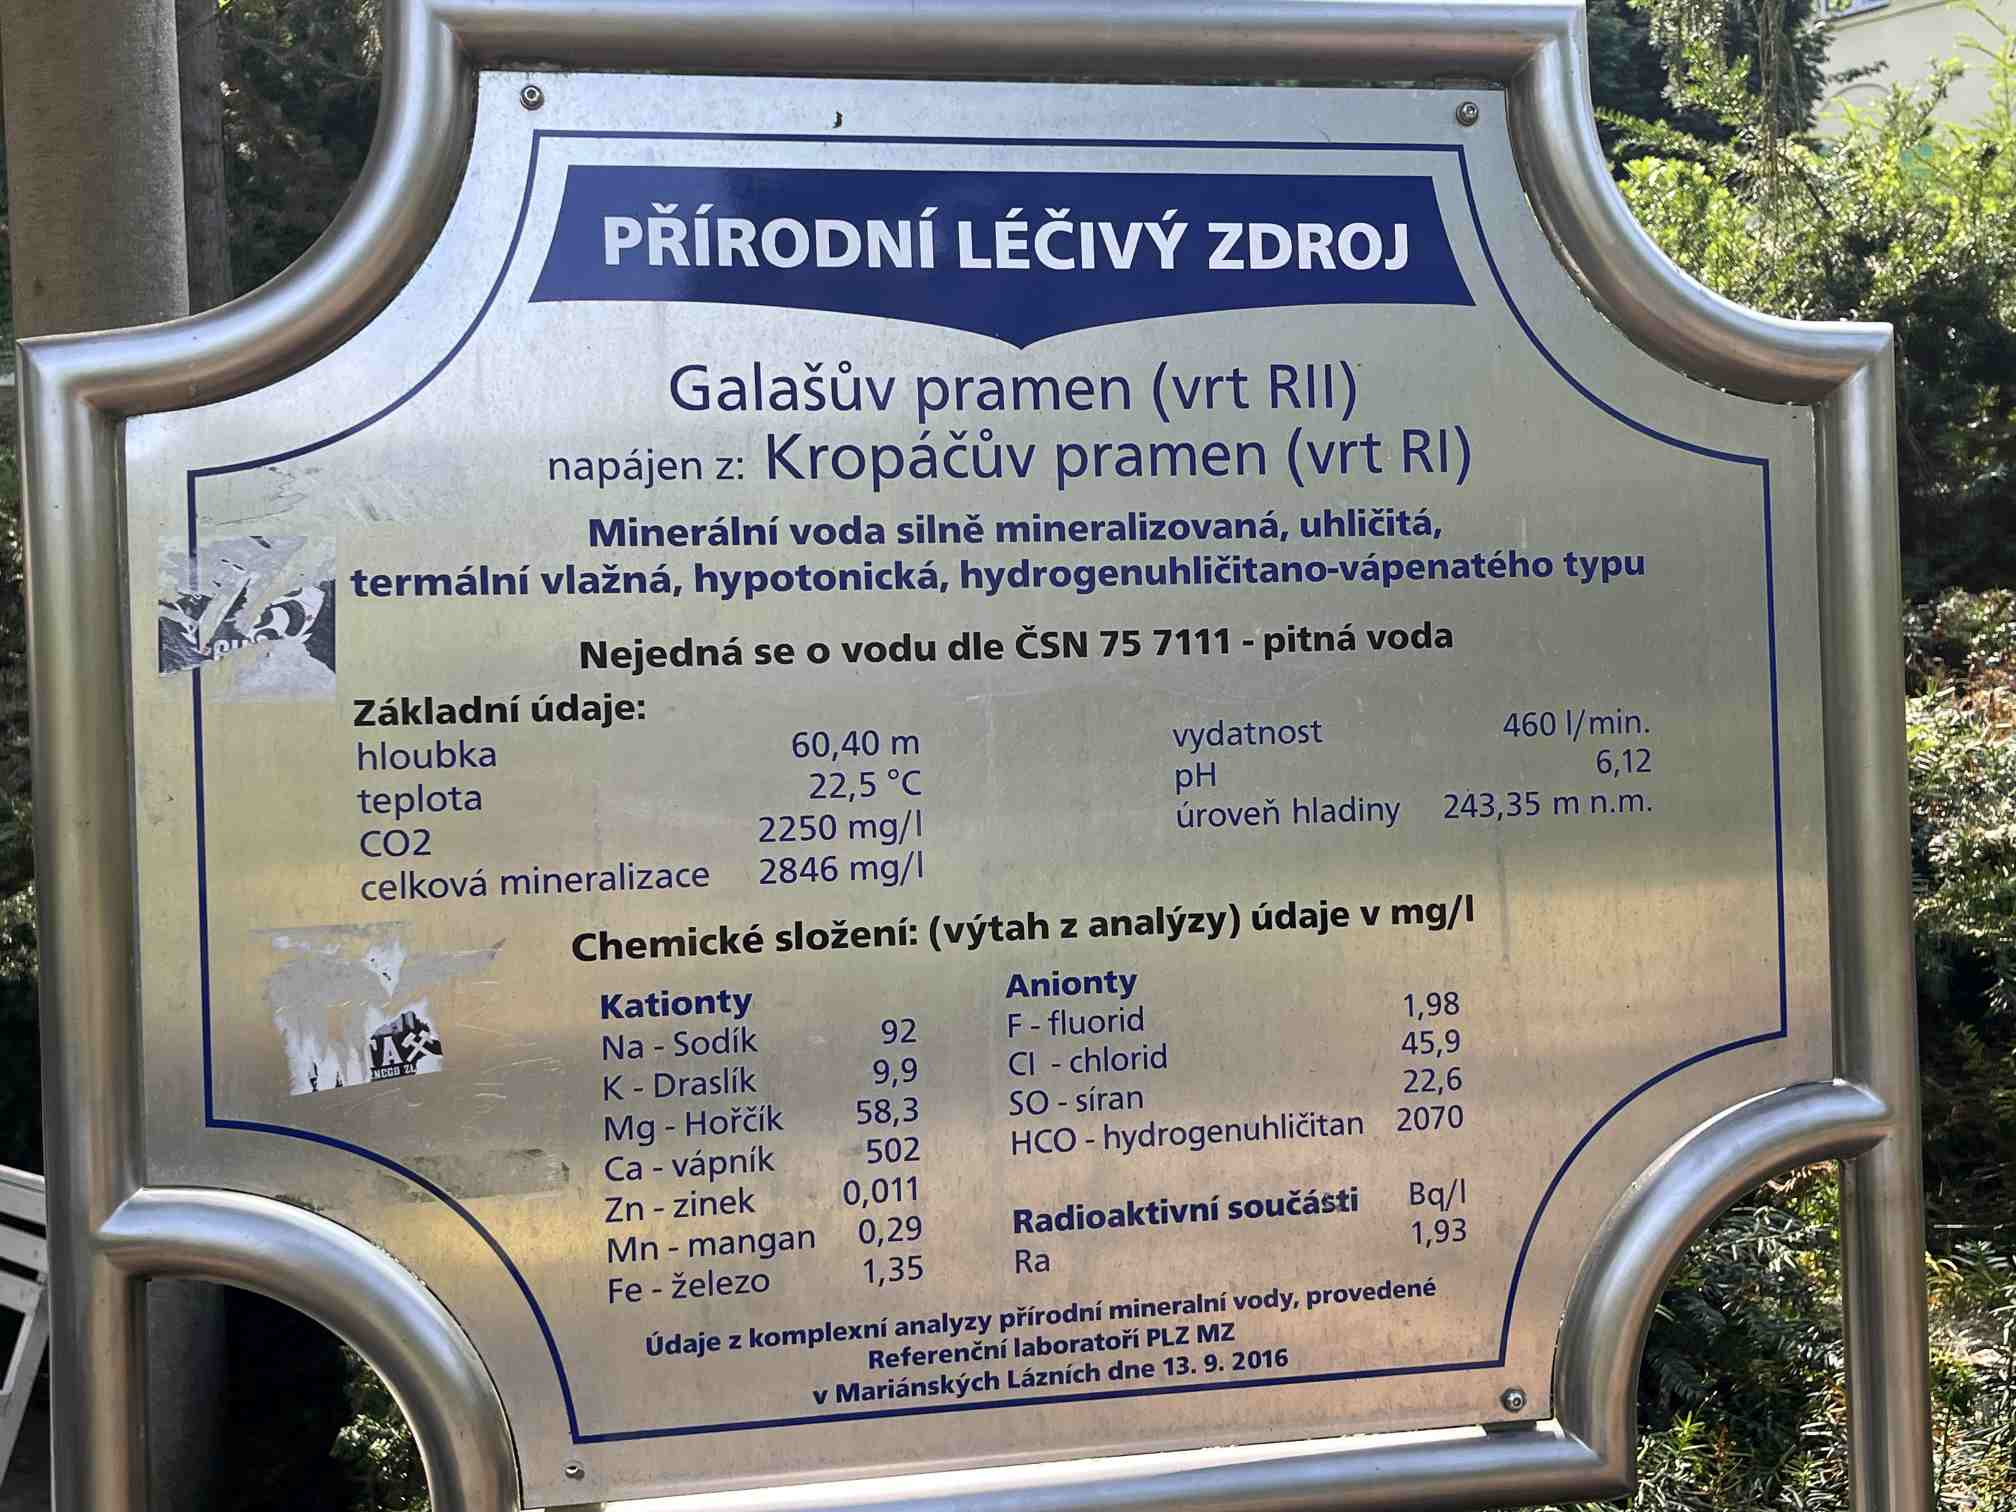 PŘÍRODNÍ LÉČIVÝ ZDROJ
Galašův pramen (vrt RII)
napájen z: Kropáčův pramen (vrt RI)
Minerální voda silně mineralizovaná, uhličitá,
termální vlažná, hypotonická, hydrogenuhličitano-vápenatého typu
Nejedná se o vodu dle ČSN 75 7111 - pitná voda
Základní údaje:
hloubka 60,40 m
teplota 22,5 °C
CO2 2250 mg/l
celková mineralizace 2846 mg/l
vydatnost 460 l/min.
pH 6,12
úroveň hladiny 243,35 m n.m.
Chemické složení: (výtah z analýzy) údaje v mg/l
Kationty
Na - Sodík 92
K - Draslík 9,9
Mg - Hořčík 58,3
Ca - vápník 502
Zn - zinek 0,011
Mn - mangan 0,29
Fe - železo 1,35
Anionty
F - fluorid 1,98
Cl - chlorid 45,9
SO - síran 22,6
HCO - hydrogenuhličitan 2070
Radioaktivní součásti Bq/l
Ra 1,93
Údaje z komplexní analyzy přírodní mineralní vody, provedené
Referenční laboratoří PLZ MZ
v Mariánských Lázních dne 13. 9. 2016